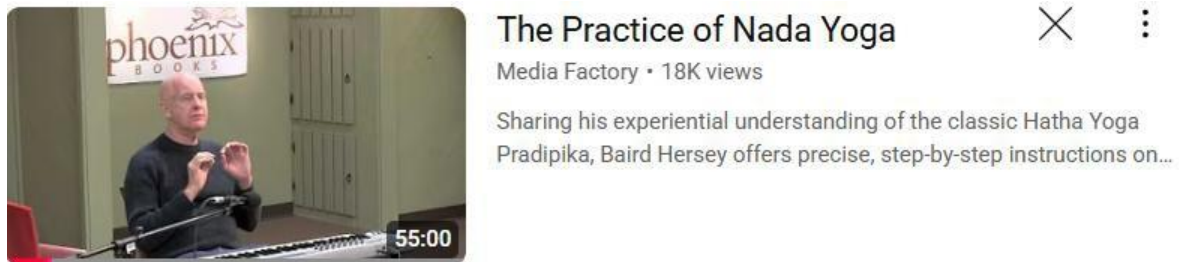 phoenix
BOOKS
55:00
The Practice of Nada Yoga
Media Factory • 18K views
Sharing his experiential understanding of the classic Hatha Yoga
Pradipika, Baird Hersey offers precise, step-by-step instructions on...